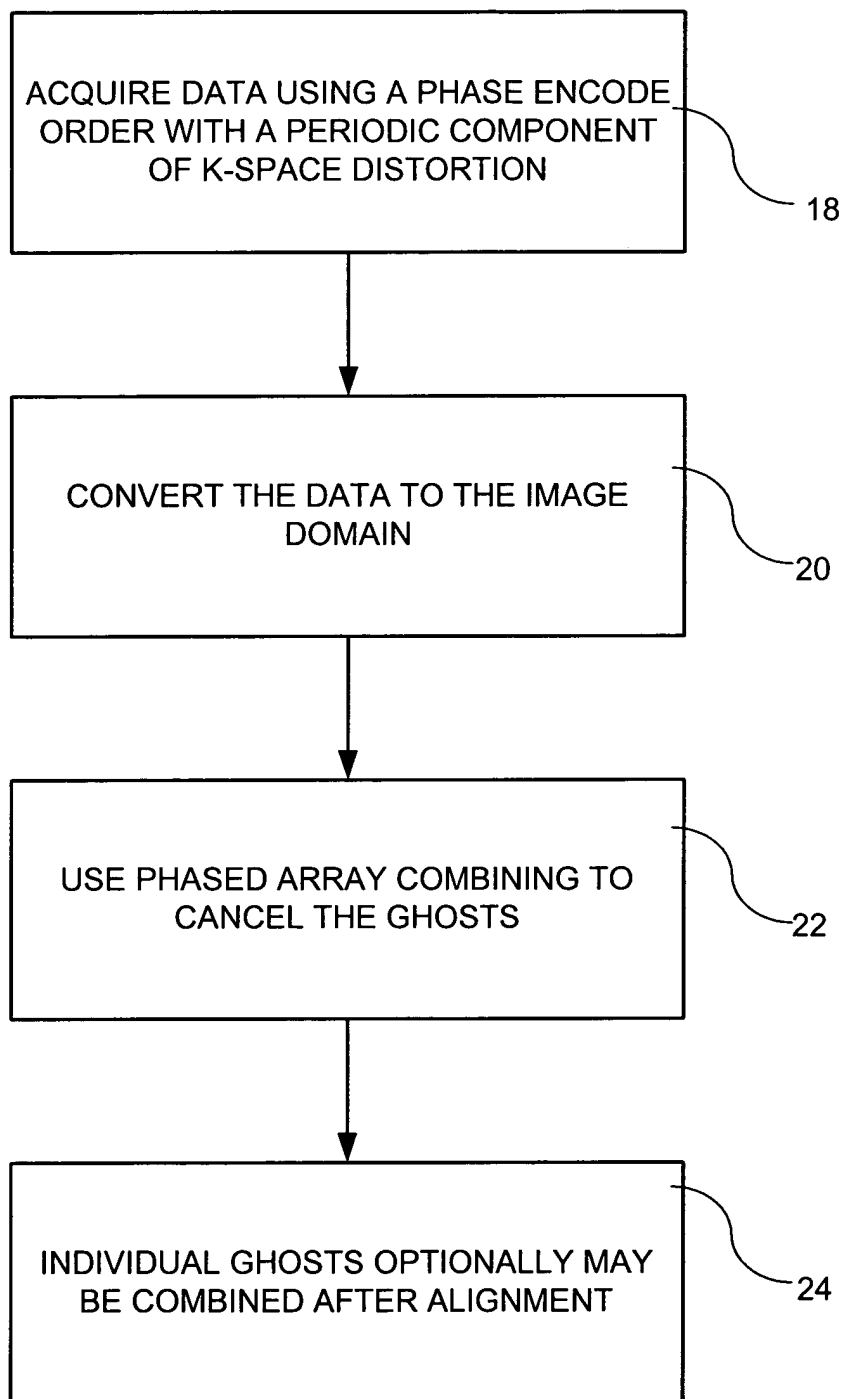 ACQUIRE DATA USING A PHASE ENCODE
ORDER WITH A PERIODIC COMPONENT
OF K-SPACE DISTORTION
18
CONVERT THE DATA TO THE IMAGE
DOMAIN
20
USE PHASED ARRAY COMBINING TO
CANCEL THE GHOSTS
22
INDIVIDUAL GHOSTS OPTIONALLY MAY
BE COMBINED AFTER ALIGNMENT
24